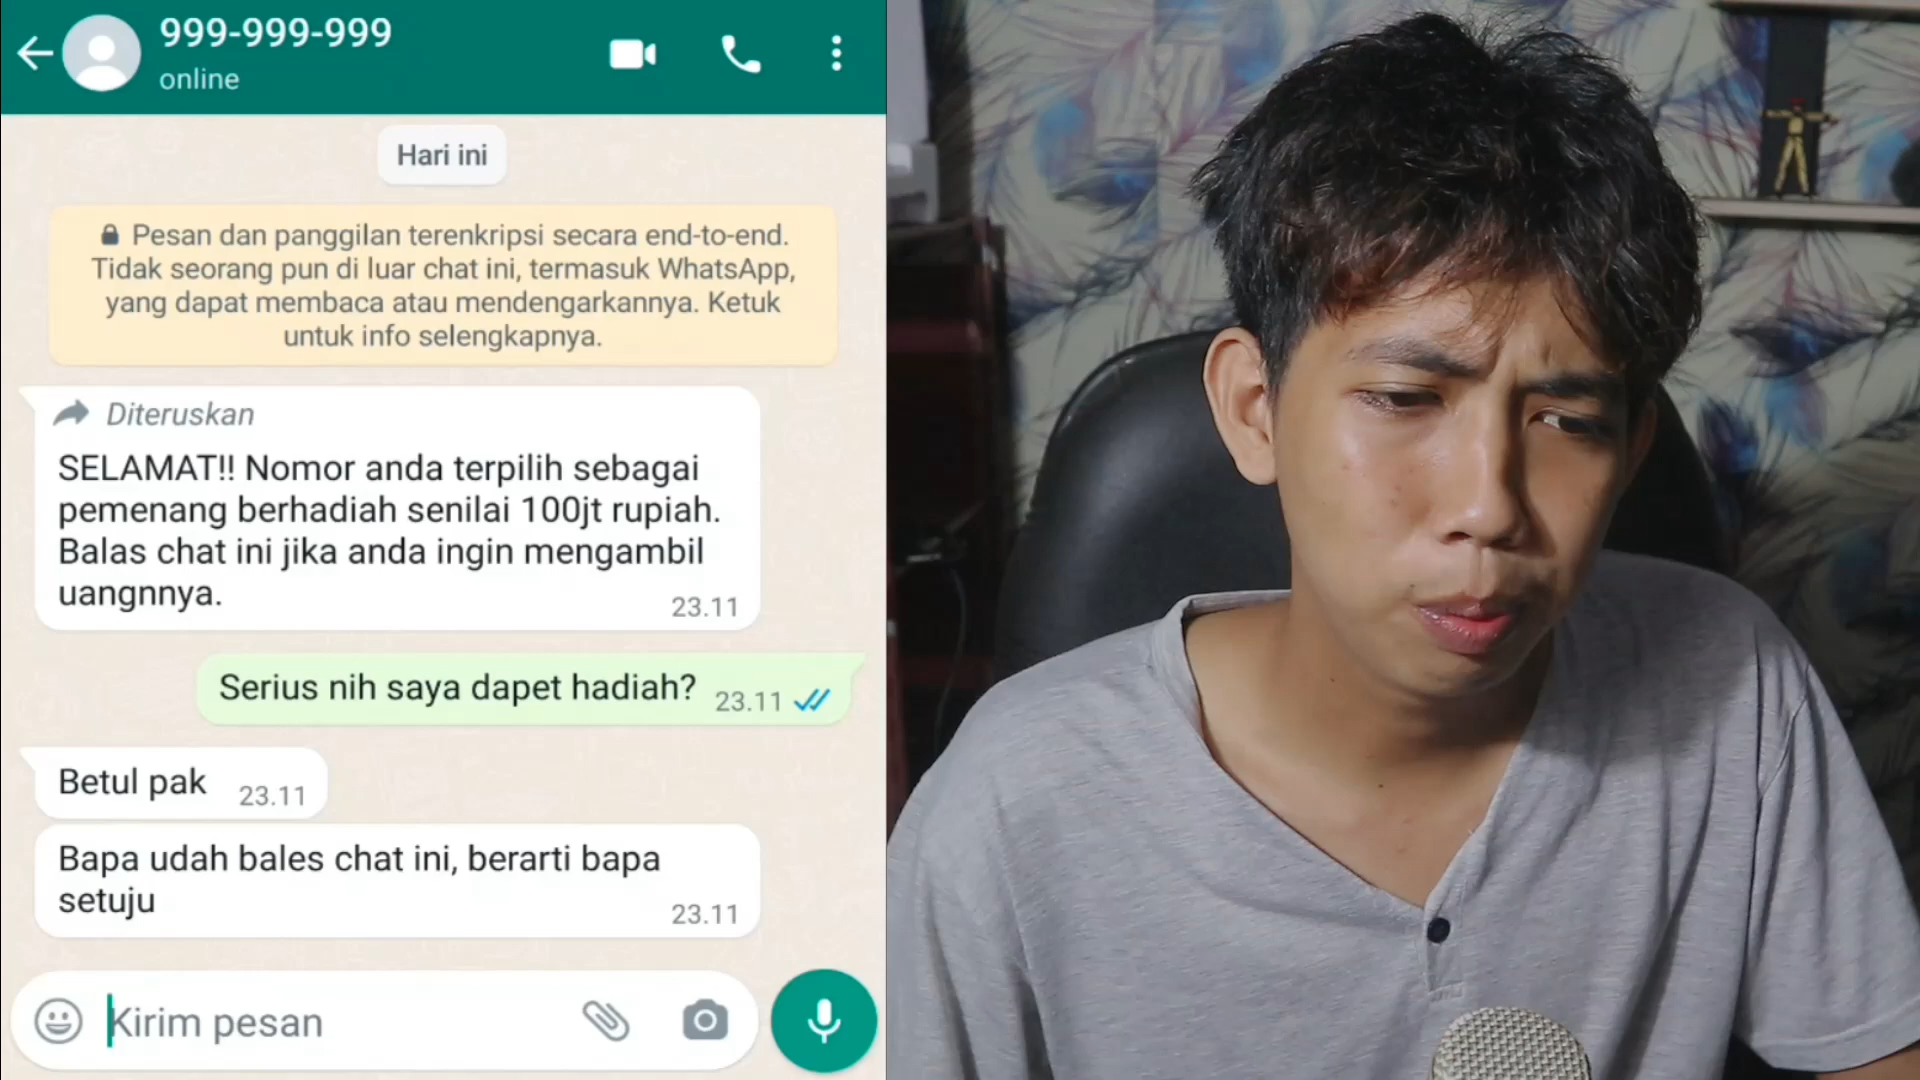 999-999-999
online
Hari ini
Pesan dan panggilan terenkripsi secara end-to-end.
Tidak seorang pun di luar chat ini, termasuk WhatsApp,
yang dapat membaca atau mendengarkannya. Ketuk
untuk info selengkapnya.
Diteruskan
SELAMAT!! Nomor anda terpilih sebagai
pemenang berhadiah senilai 100jt rupiah.
Balas chat ini jika anda ingin mengambil
uangnnya.
23.11
Serius nih saya dapet hadiah? 23.11
Betul pak 23.11
Bapa udah bales chat ini, berarti bapa
setuju
23.11
Kirim pesan